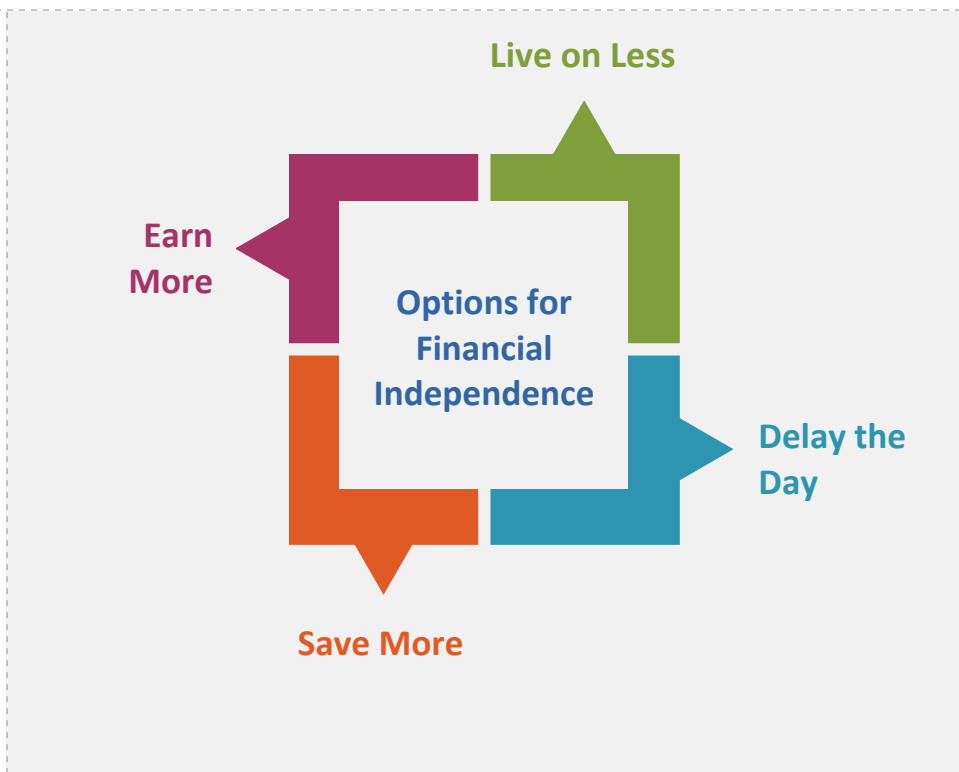 Live on Less
Earn
More
Options for
Financial
Independence
Delay the
Day
Save More